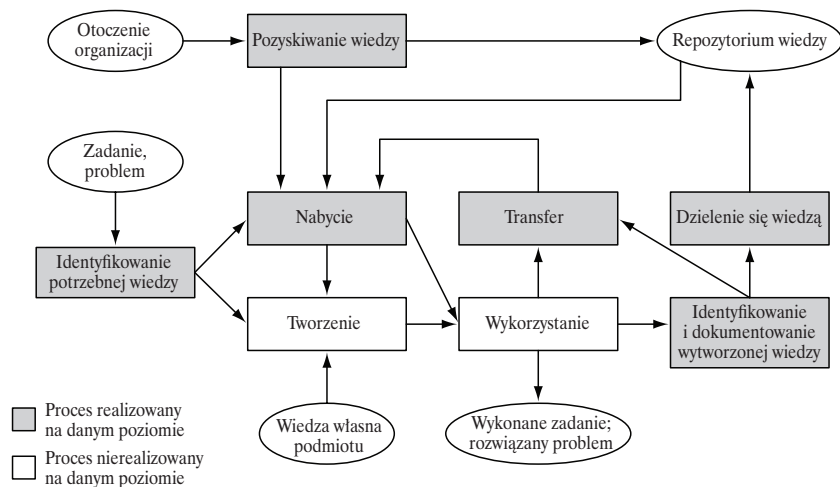 Otoczenie
organizacji
Pozyskiwanie wiedzy
Repozytorium wiedzy
Zadanie,
problem
Nabycie
Transfer
Dzielenie się wiedzą
Identyfikowanie
potrzebnej wiedzy
Tworzenie
Wykorzystanie
Identyfikowanie
i dokumentowanie
wytworzonej wiedzy
Proces realizowany
na danym poziomie
Wiedza własna
podmiotu
Wykonane zadanie;
rozwiązany problem
Proces nierealizowany
na danym poziomie